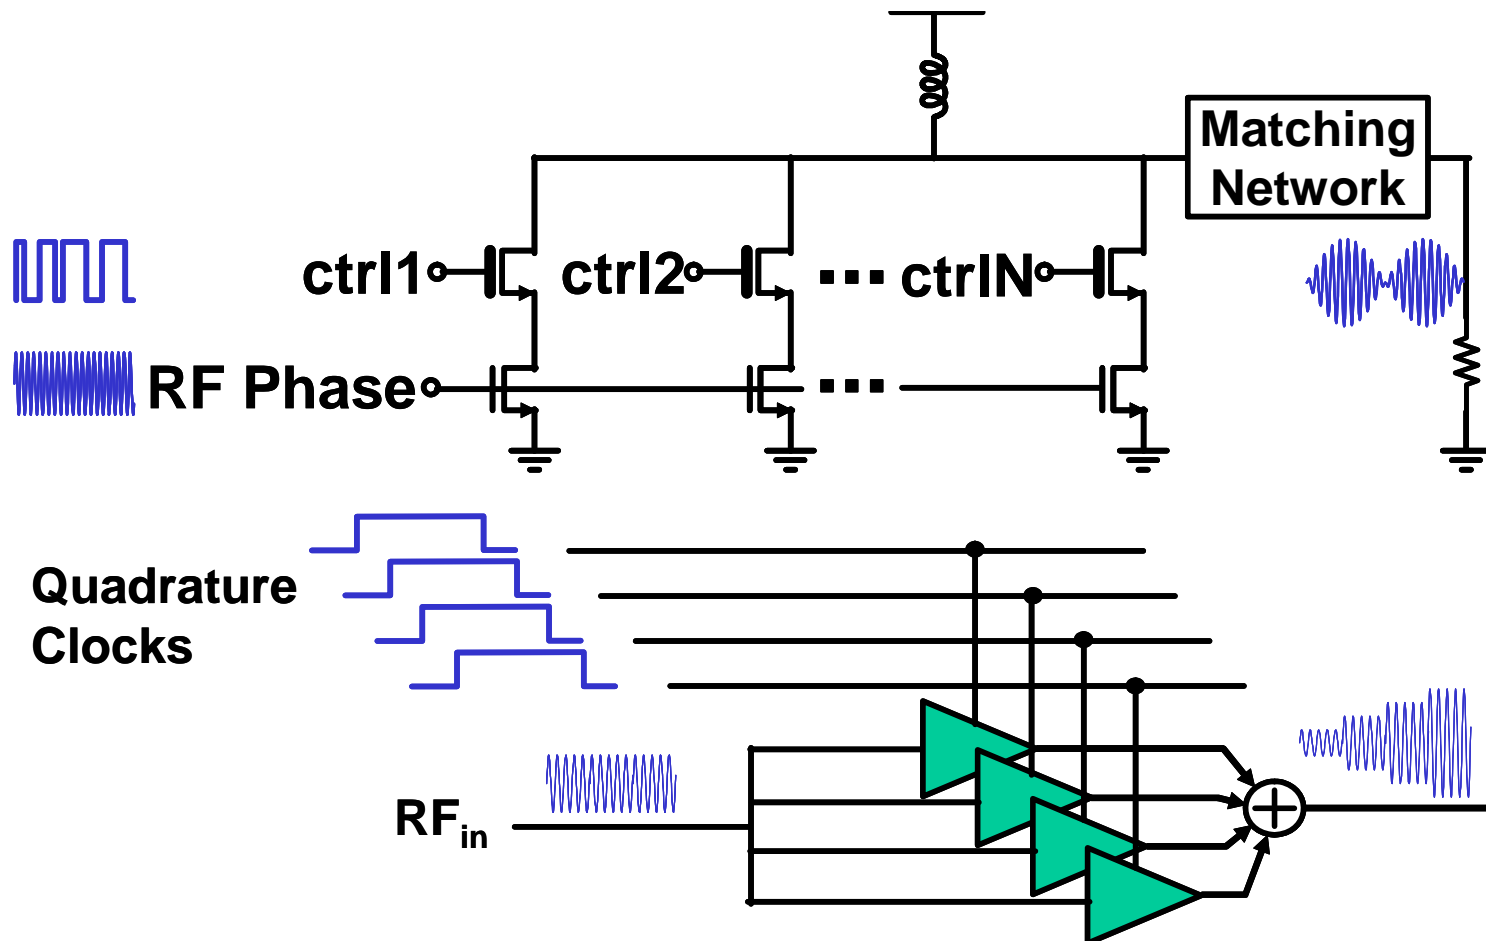 Matching
Network
ctrl1
ctrl2
ctrlN
RF Phase
Quadrature
Clocks
RFin